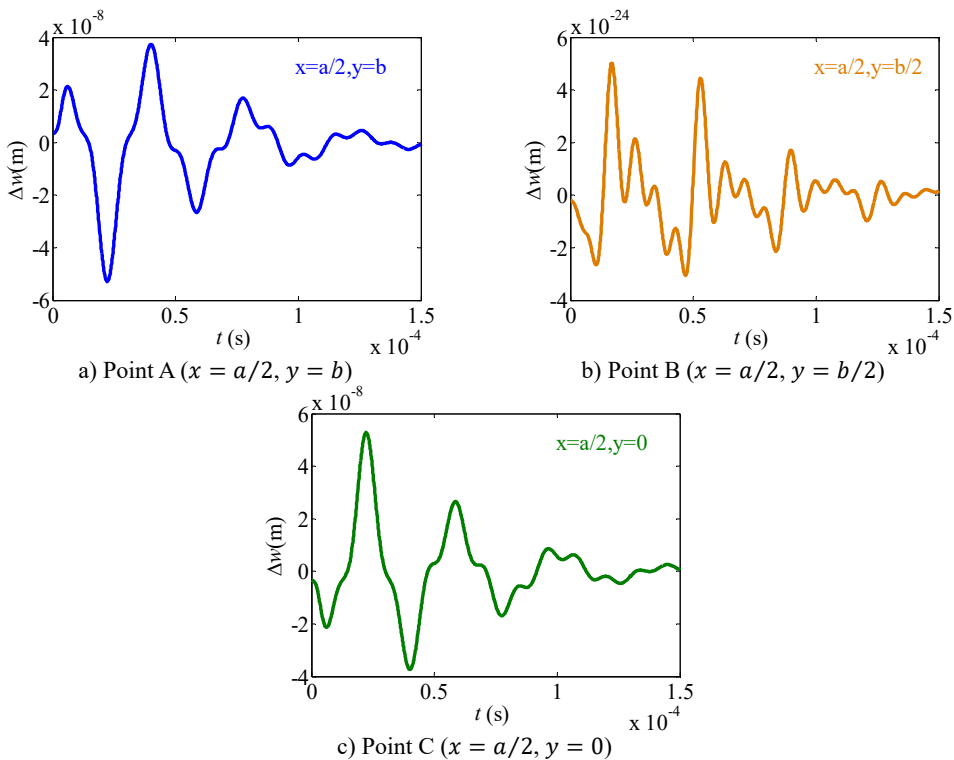 x 10⁻⁸
4
2
0
-2
-4
-6
Δw(m)
x=a/2,y=b
0 0.5 1 1.5
t (s)
x 10⁻⁴
a) Point A (x = a/2, y = b)
x 10⁻²⁴
6
4
2
0
-2
-4
Δw(m)
x=a/2,y=b/2
0 0.5 1 1.5
t (s)
x 10⁻⁴
b) Point B (x = a/2, y = b/2)
x 10⁻⁸
6
4
2
0
-2
-4
Δw(m)
x=a/2,y=0
0 0.5 1 1.5
t (s)
x 10⁻⁴
c) Point C (x = a/2, y = 0)